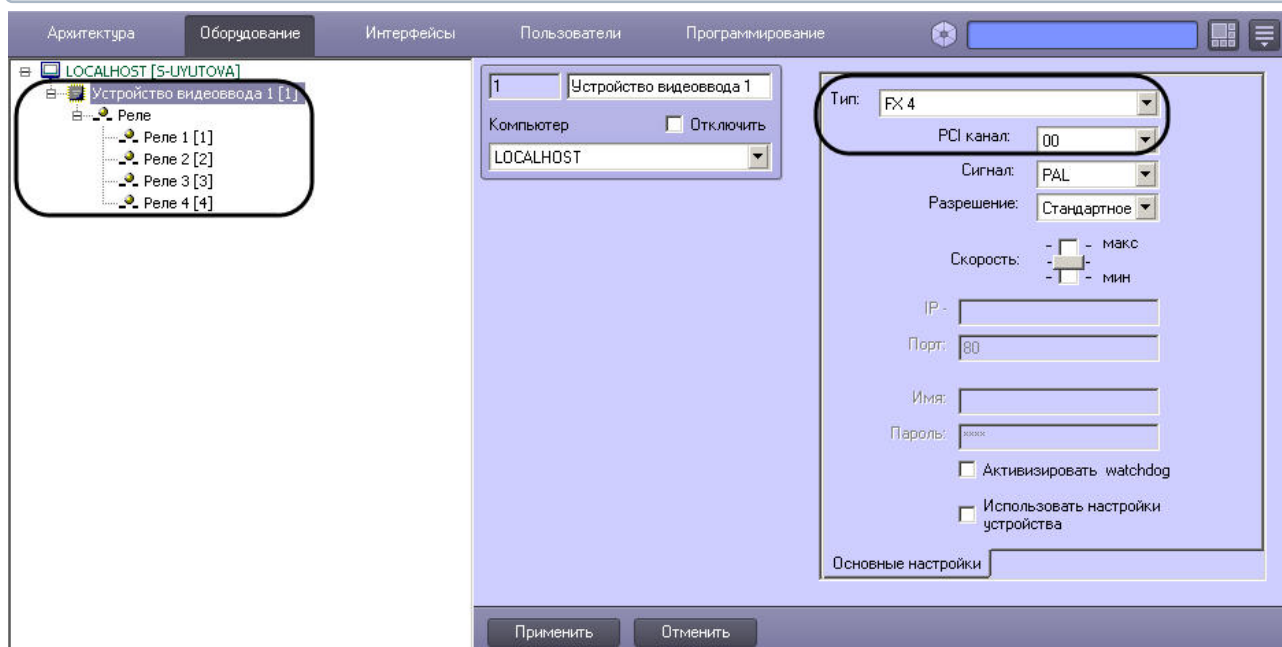 Архитектура Оборудование Интерфейсы Пользователи Программирование
LOCALHOST [S-UYUTOVA]
Устройство видеоввода 1 [1]
Реле
Реле 1 [1]
Реле 2 [2]
Реле 3 [3]
Реле 4 [4]
1 Устройство видеоввода 1
Компьютер Отключить
LOCALHOST
Тип: FX 4
PCI канал: 00
Сигнал: PAL
Разрешение: Стандартное
- - макс
Скорость: - -
- - мин
IP -
Порт: 80
Имя:
Пароль: ****
Активизировать watchdog
Использовать настройки
устройства
Основные настройки
Применить Отменить